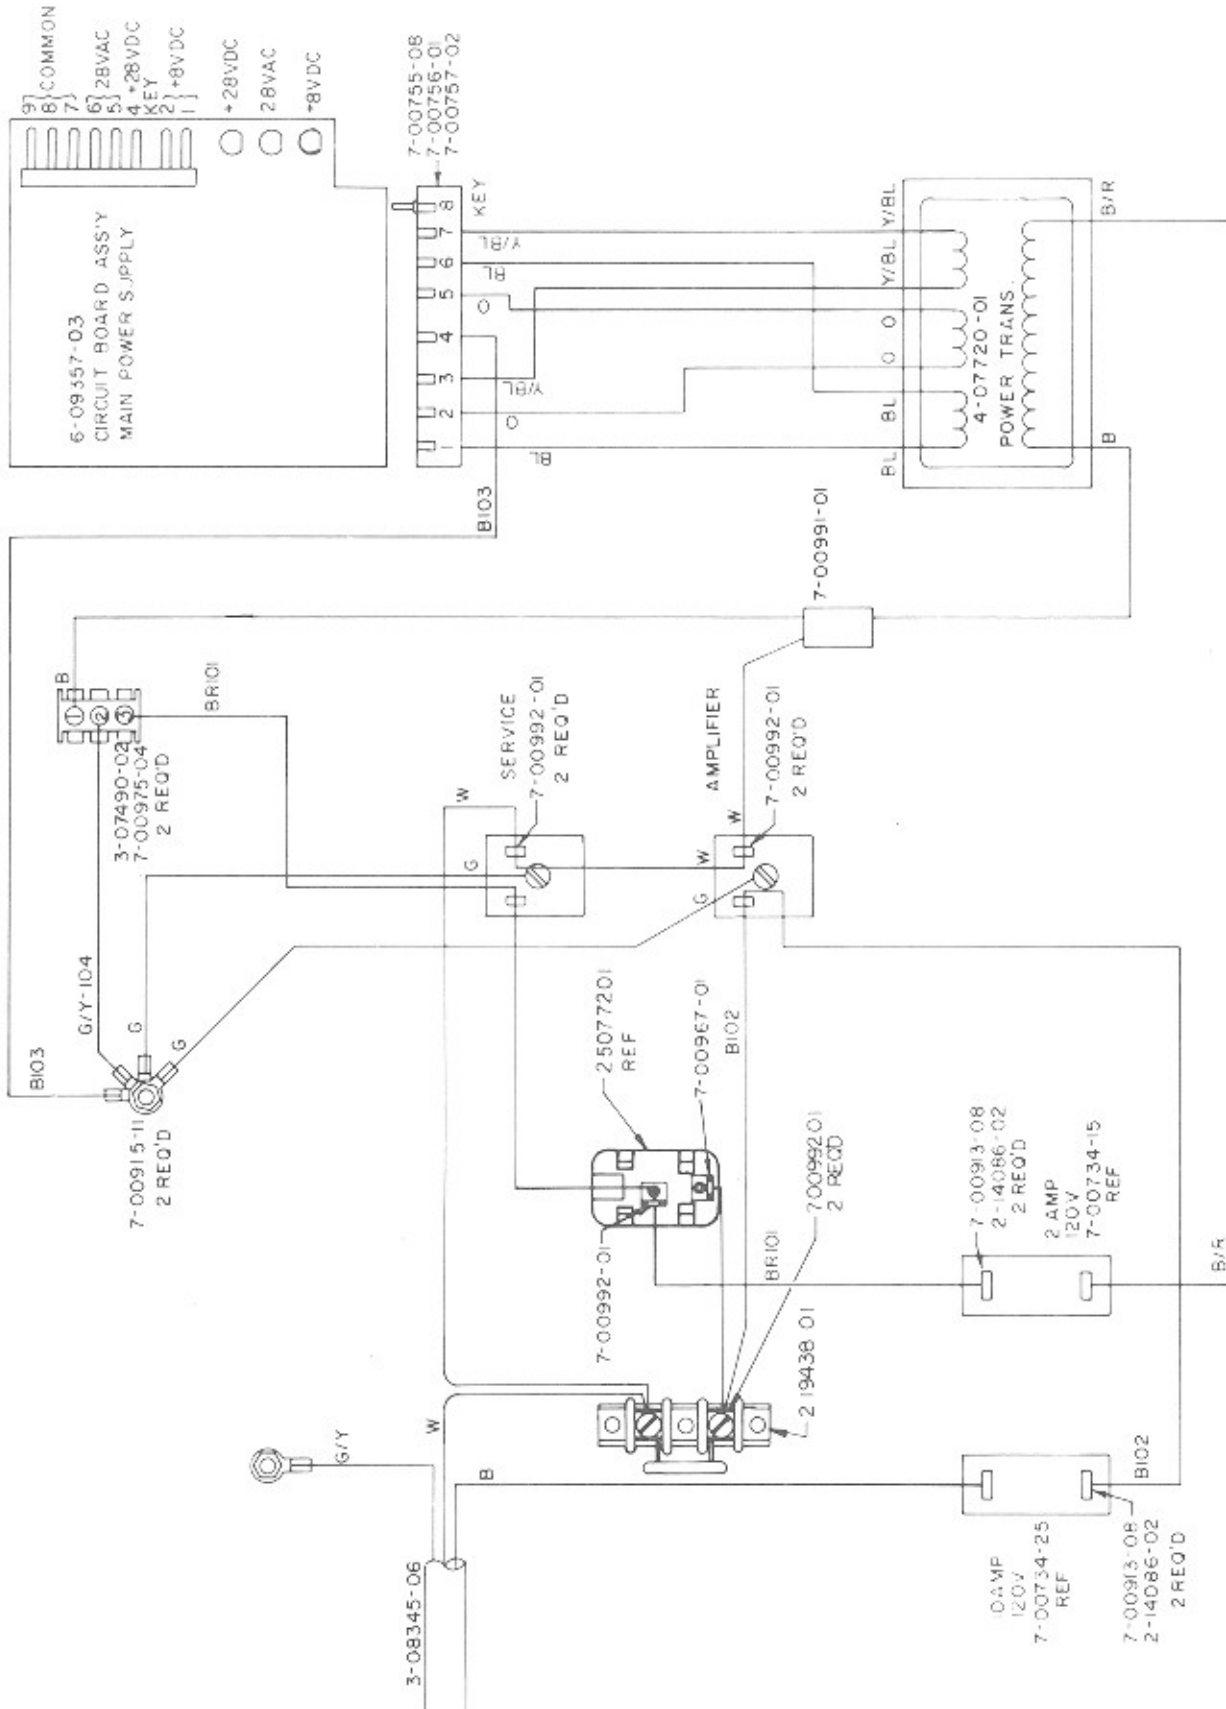 9
8 COMMON
7
6 28VAC
5
4 +28VDC
KEY
2 +8VDC
1
+28VDC
28VAC
+8VDC
6-09357-03
CIRCUIT BOARD ASS'Y
MAIN POWER SUPPLY
7-00755-08
7-00756-01
7-00757-02
1 2 3 4 5 6 7 8
KEY
BL
O
Y/BL
O
BL
Y/BL
B103
BL
BL
O
O
Y/BL
Y/BL
4-07720-01
POWER TRANS.
B
B/R
7-00991-01
B
1
2
3
3-07490-02
7-00975-04
2 REQ'D
BR101
SERVICE
7-00992-01
2 REQ'D
W
G
AMPLIFIER
7-00992-01
2 REQ'D
W
W
G
B103
G/Y-104
G
G
7-00915-11
2 REQ'D
25077201
REF
7-00967-01
B102
7-00992-01
70099201
2 REQD
BR101
2 19438 01
7-00913-08
2-14086-02
2 REQ'D
2 AMP
120V
7-00734-15
REF
B/R
G/Y
W
B
3-08345-06
10AMP
120V
7-00734-25
REF
B102
7-00913-08
2-14086-02
2 REQ'D